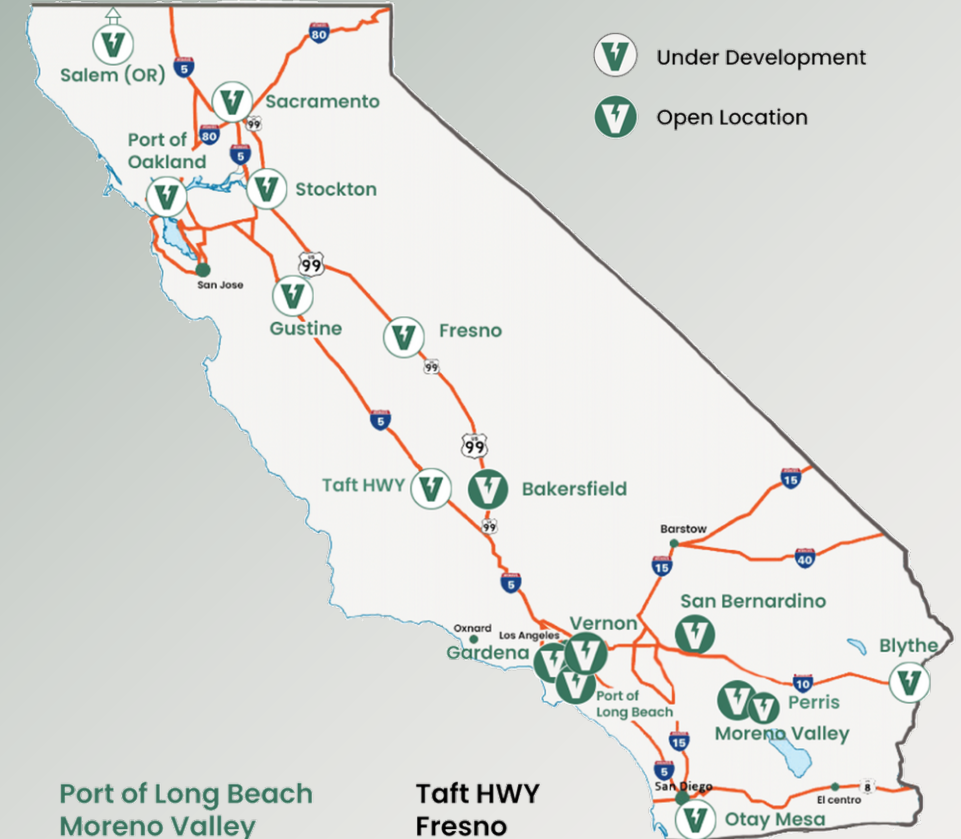 Under Development
Open Location
Salem (OR)
5
80
Sacramento
99
80
5
Port of
Oakland
Stockton
San Jose
US
99
Gustine
Fresno
99
5
US
99
Taft HWY
Bakersfield
99
5
15
Barstow
15
40
San Bernardino
Oxnard
Los Angeles
Vernon
Gardena
Blythe
Port of
Long Beach
10
Perris
Moreno Valley
15
5
San Diego
El centro
8
Otay Mesa
Port of Long Beach
Moreno Valley
Taft HWY
Fresno